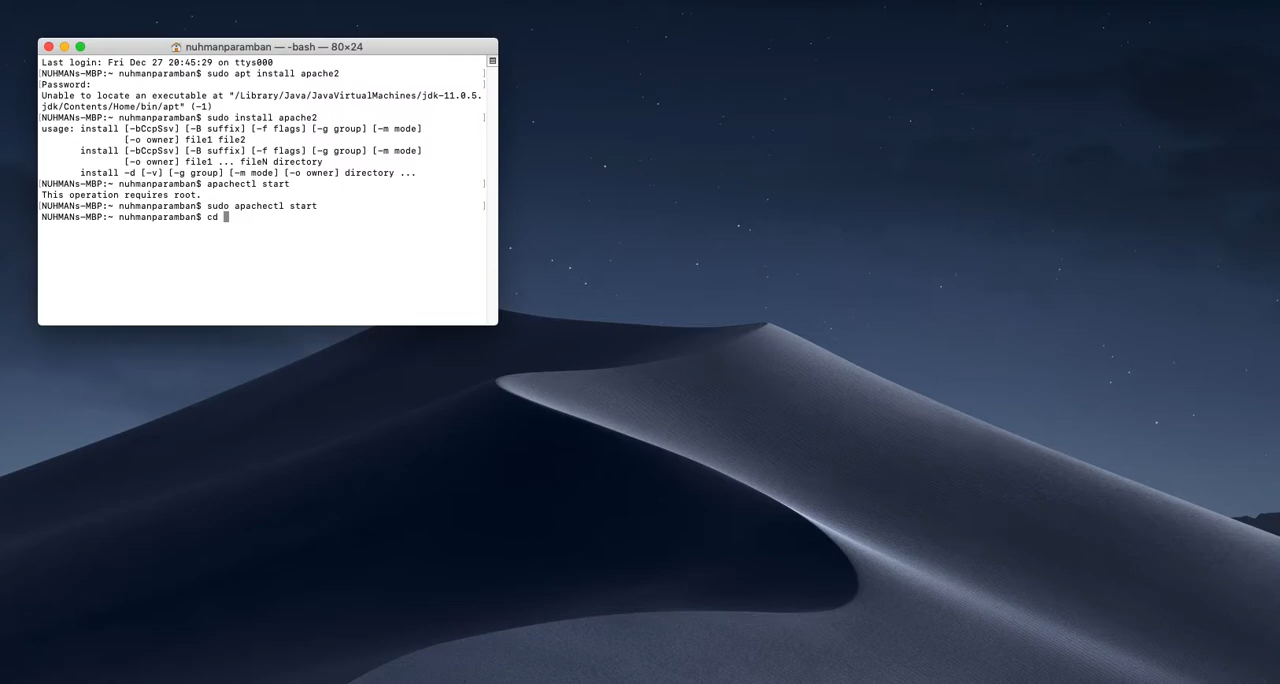 nuhmanparamban — -bash — 80×24
Last login: Fri Dec 27 20:45:29 on ttys000
[NUHMANs-MBP:~ nuhmanparamban$ sudo apt install apache2 ]
[Password: ]
Unable to locate an executable at "/Library/Java/JavaVirtualMachines/jdk-11.0.5.
jdk/Contents/Home/bin/apt" (-1)
[NUHMANs-MBP:~ nuhmanparamban$ sudo install apache2 ]
usage: install [-bCcpSsv] [-B suffix] [-f flags] [-g group] [-m mode]
               [-o owner] file1 file2
       install [-bCcpSsv] [-B suffix] [-f flags] [-g group] [-m mode]
               [-o owner] file1 ... fileN directory
       install -d [-v] [-g group] [-m mode] [-o owner] directory ...
[NUHMANs-MBP:~ nuhmanparamban$ apachectl start ]
This operation requires root.
[NUHMANs-MBP:~ nuhmanparamban$ sudo apachectl start ]
NUHMANs-MBP:~ nuhmanparamban$ cd